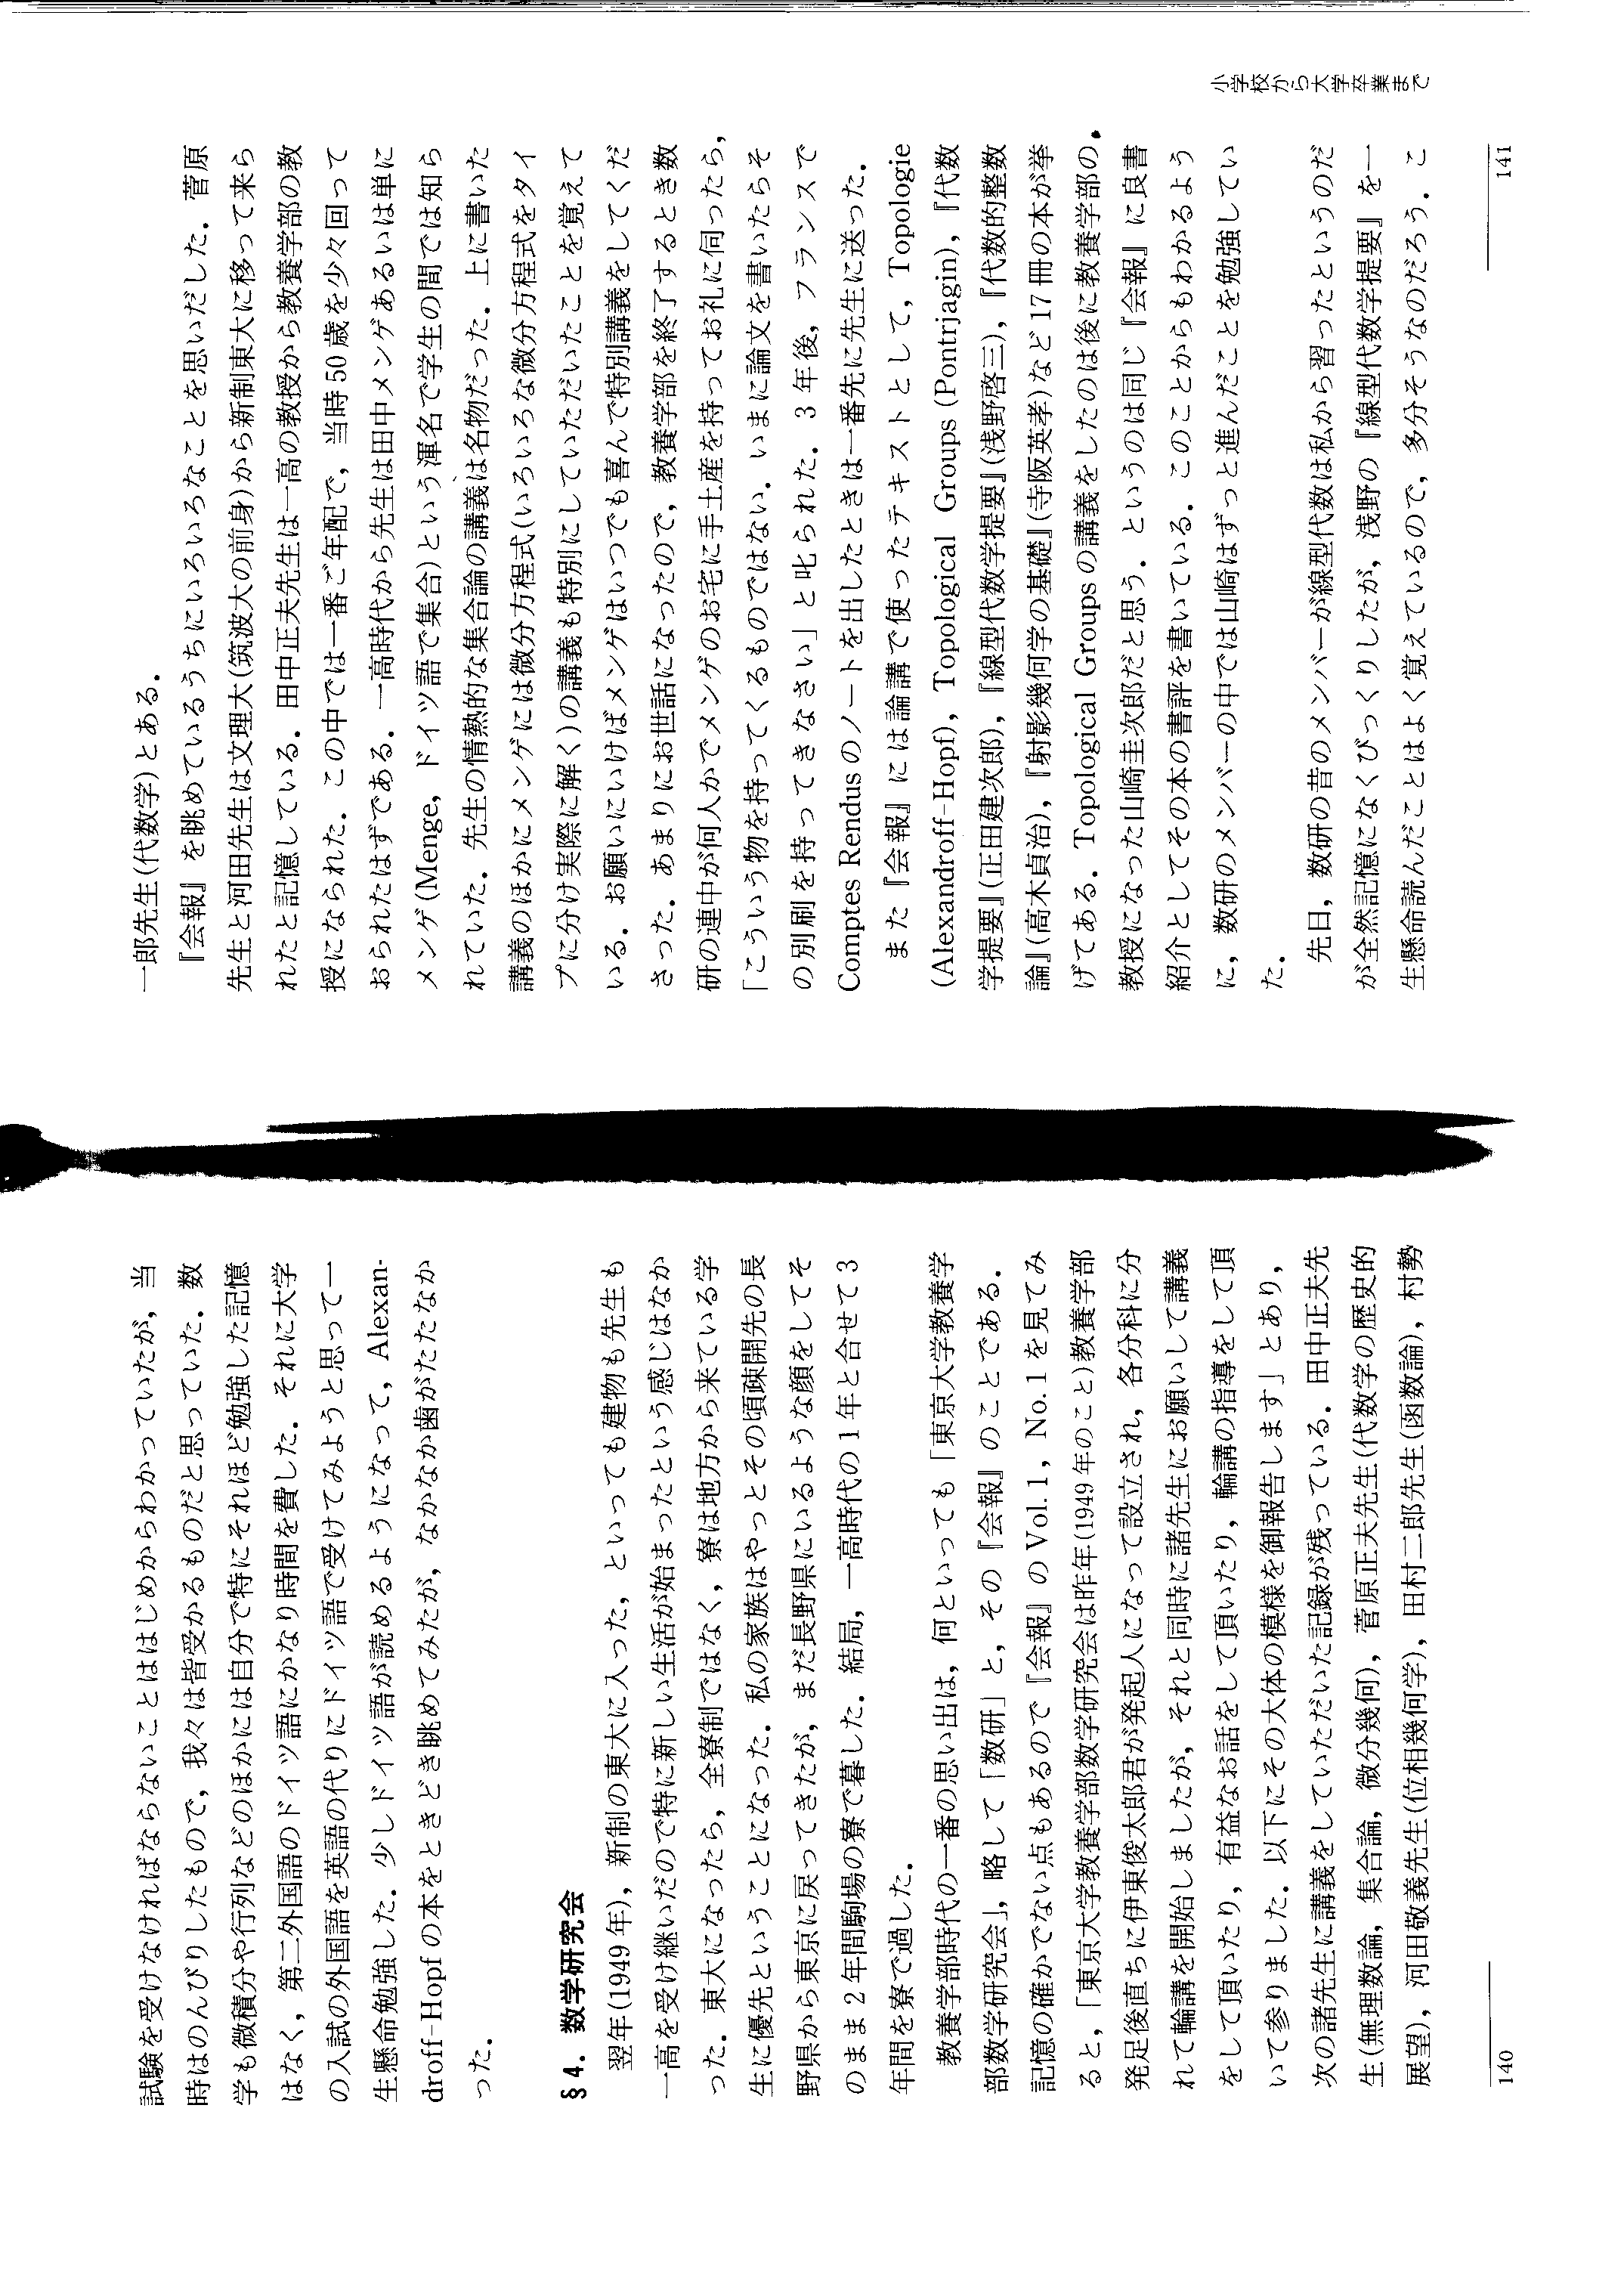 試験を受けなければならないことははじめからわかっていたが，当
時はのんびりしたもので，我々は皆受かるものだと思っていた．数
学も微積分や行列などのほかには自分で特にそれほど勉強した記憶
はなく，第二外国語のドイツ語にかなり時間を費した．それに大学
の入試の外国語を英語の代りにドイツ語で受けてみようと思って一
生懸命勉強した．少しドイツ語が読めるようになって，Alexan-
droff-Hopf の本をときどき眺めてみたが，なかなか歯がたたなか
った．
§4．数学研究会
翌年(1949 年)，新制の東大に入った，といっても建物も先生も
一高を受け継いだので特に新しい生活が始まったという感じはなか
った．東大になったら，全寮制ではなく，寮は地方から来ている学
生に優先ということになった．私の家族はやっとその頃疎開先の長
野県から東京に戻ってきたが，まだ長野県にいるような顔をしてそ
のまま 2 年間駒場の寮で暮した．結局，一高時代の 1 年と合せて 3
年間を寮で過した．
教養学部時代の一番の思い出は，何といっても「東京大学教養学
部数学研究会」，略して「数研」と，その『会報』のことである．
記憶の確かでない点もあるので『会報』の Vol. 1, No. 1 を見てみ
ると，「東京大学教養学部数学研究会は昨年(1949 年のこと)教養学部
発足後直ちに伊東俊太郎君が発起人になって設立され，各分科に分
れて輪講を開始しましたが，それと同時に諸先生にお願いして講義
をして頂いたり，有益なお話をして頂いたり，輪講の指導をして頂
いて参りました．以下にその大体の模様を御報告します」とあり，
次の諸先生に講義をしていただいた記録が残っている．田中正夫先
生(無理数論，集合論，微分幾何)，菅原正夫先生(代数学の歴史的
展望)，河田敬義先生(位相幾何学)，田村二郎先生(函数論)，村勢
140
小学校から大学卒業まで
一郎先生(代数学)とある．
『会報』を眺めているうちにいろいろなことを思いだした．菅原
先生と河田先生は文理大(筑波大の前身)から新制東大に移って来ら
れたと記憶している．田中正夫先生は一高の教授から教養学部の教
授になられた．この中では一番ご年配で，当時 50 歳を少々回って
おられたはずである．一高時代から先生は田中メンゲあるいは単に
メンゲ(Menge，ドイツ語で集合)という渾名で学生の間では知ら
れていた．先生の情熱的な集合論の講義は名物だった．上に書いた
講義のほかにメンゲには微分方程式(いろいろな微分方程式をタイ
プに分け実際に解く)の講義も特別にしていただいたことを覚えて
いる．お願いにいけばメンゲはいつでも喜んで特別講義をしてくだ
さった．あまりにお世話になったので，教養学部を終了するとき数
研の連中が何人かでメンゲのお宅に手土産を持ってお礼に伺ったら，
「こういう物を持ってくるものではない．いまに論文を書いたらそ
の別刷を持ってきなさい」と叱られた．3 年後，フランスで
Comptes Rendus のノートを出したときは一番先に先生に送った．
また『会報』には論講で使ったテキストとして，Topologie
(Alexandroff-Hopf)，Topological Groups (Pontrjagin)，『代数
学提要』(正田建次郎)，『線型代数学提要』(浅野啓三)，『代数的整数
論』(高木貞治)，『射影幾何学の基礎』(寺阪英孝)など 17 冊の本が挙
げてある．Topological Groups の講義をしたのは後に教養学部の
教授になった山崎圭次郎だと思う．というのは同じ『会報』に良書
紹介としてその本の書評を書いている．このことからもわかるよう
に，数研のメンバーの中では山崎はずっと進んだことを勉強してい
た．
先日，数研の昔のメンバーが線型代数は私から習ったというのだ
が全然記憶になくびっくりしたが，浅野の『線型代数学提要』を一
生懸命読んだことはよく覚えているので，多分そうなのだろう．こ
141